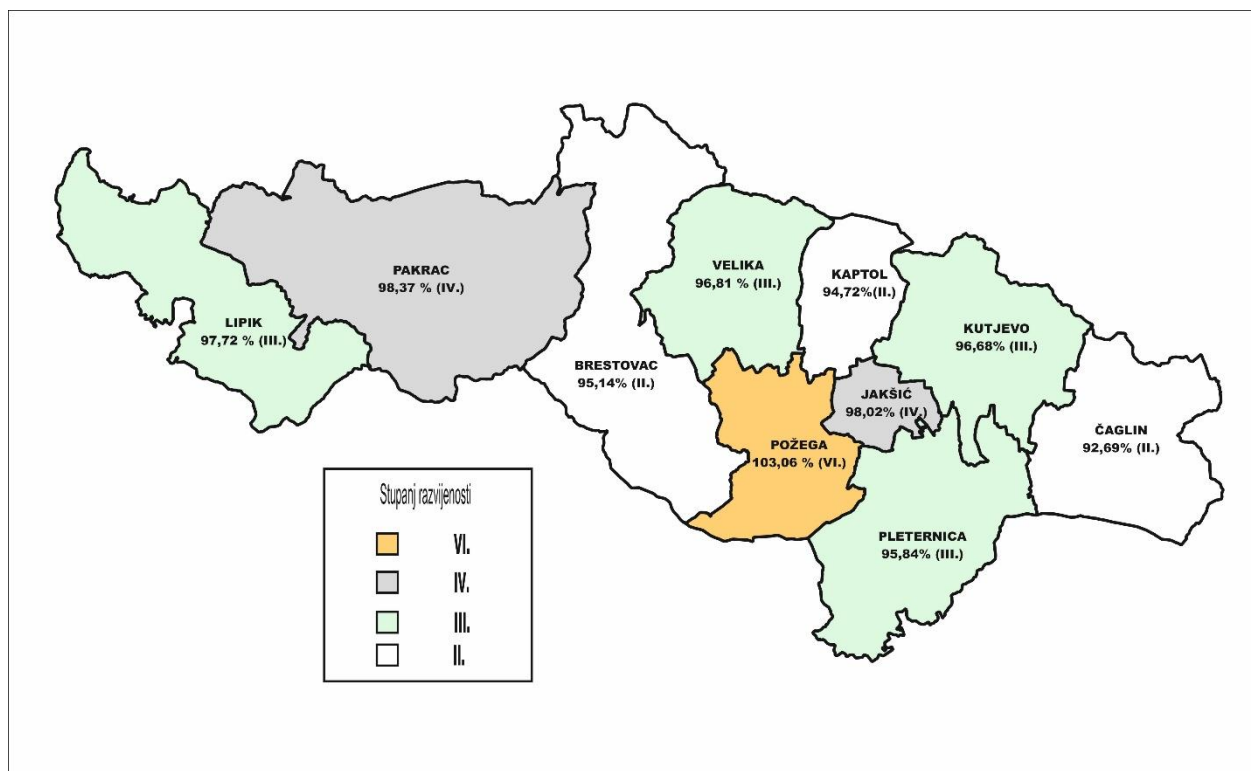 PAKRAC
98,37 % (IV.)
LIPIK
97,72 % (III.)
BRESTOVAC
95,14% (II.)
VELIKA
96,81 % (III.)
KAPTOL
94,72%(II.)
KUTJEVO
96,68% (III.)
JAKŠIĆ
98,02% (IV.)
POŽEGA
103,06 % (VI.)
ČAGLIN
92,69% (II.)
PLETERNICA
95,84% (III.)
Stupanj razvijenosti
VI.
IV.
III.
II.